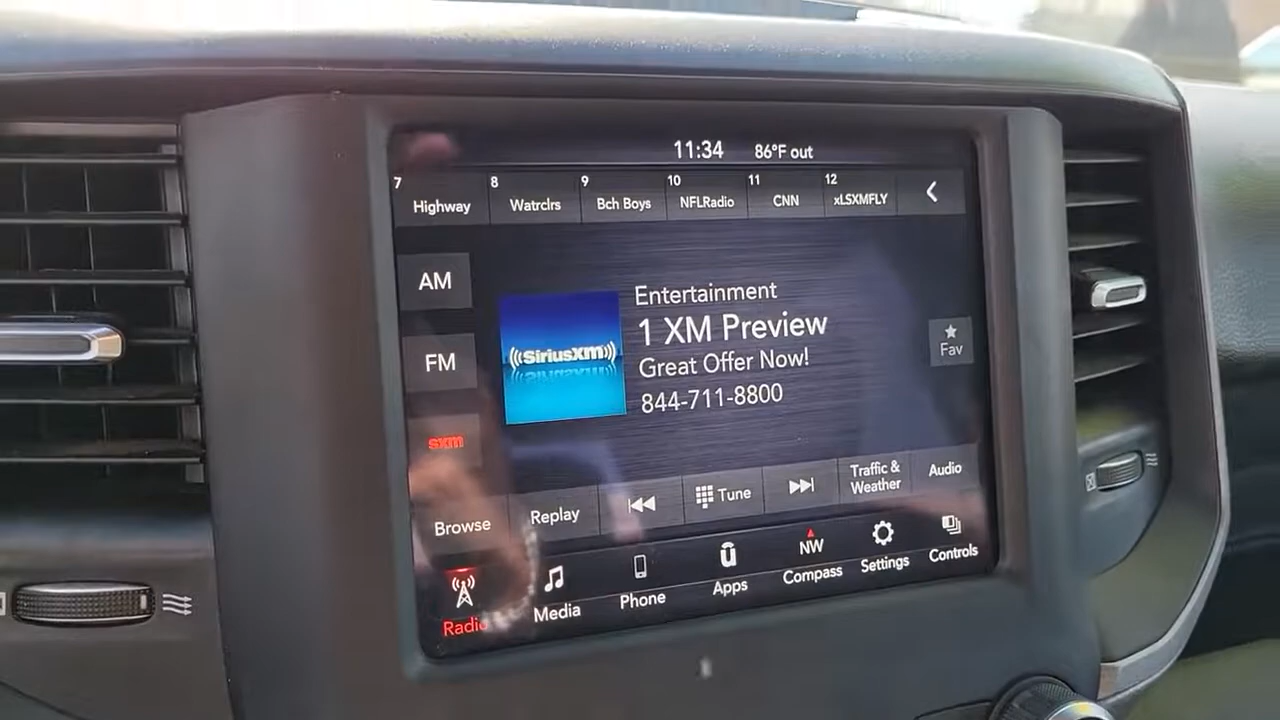 11:34 86°F out
7 Highway 8 Watrclrs 9 Bch Boys 10 NFLRadio 11 CNN 12 xLSXMFLY
AM
FM
sxm
((SiriusXM))
Entertainment
1 XM Preview
Great Offer Now!
844-711-8800
Fav
Browse Replay Tune Traffic & Weather Audio
Radio Media Phone Apps NW Compass Settings Controls